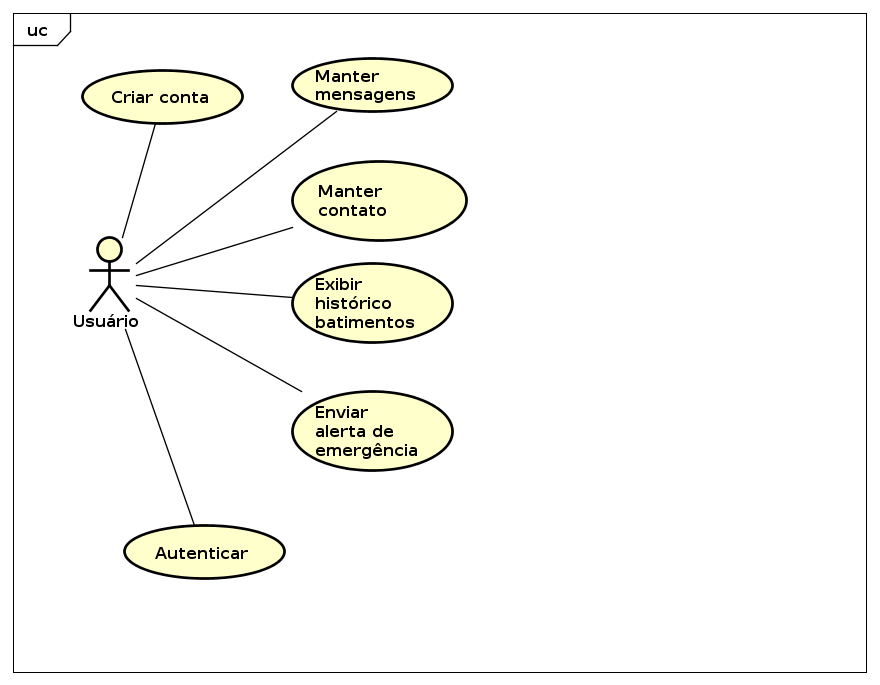 uc
Criar conta
Manter
mensagens
Manter
contato
Exibir
histórico
batimentos
Usuário
Enviar
alerta de
emergência
Autenticar